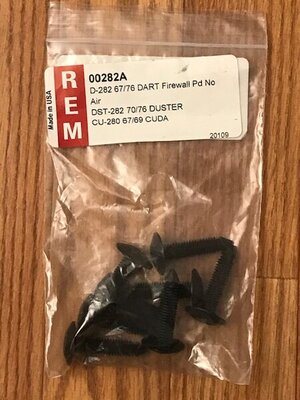 Made in USA
REM
00282A
D-282 67/76 DART Firewall Pd No
Air
DST-282 70/76 DUSTER
CU-280 67/69 CUDA
20109